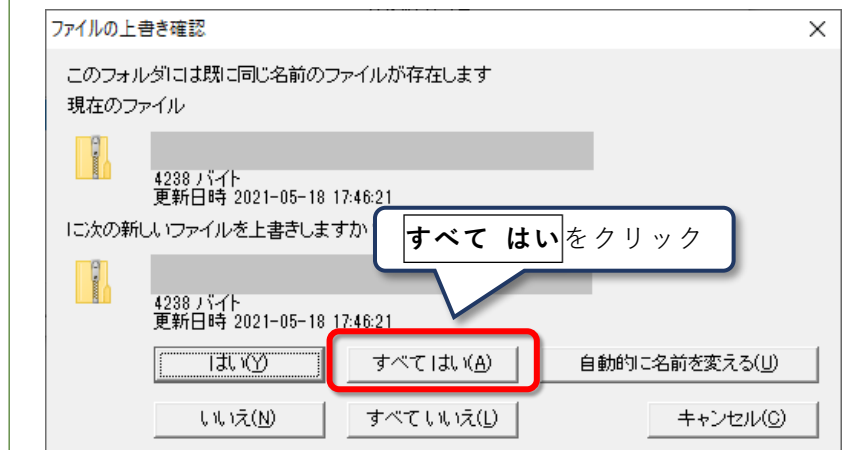 ファイルの上書き確認
このフォルダには既に同じ名前のファイルが存在します
現在のファイル
4238 バイト
更新日時 2021-05-18 17:46:21
に次の新しいファイルを上書きしますか
すべて はいをクリック
4238 バイト
更新日時 2021-05-18 17:46:21
はい(Y)
すべてはい(A)
自動的に名前を変える(U)
いいえ(N)
すべていいえ(L)
キャンセル(C)